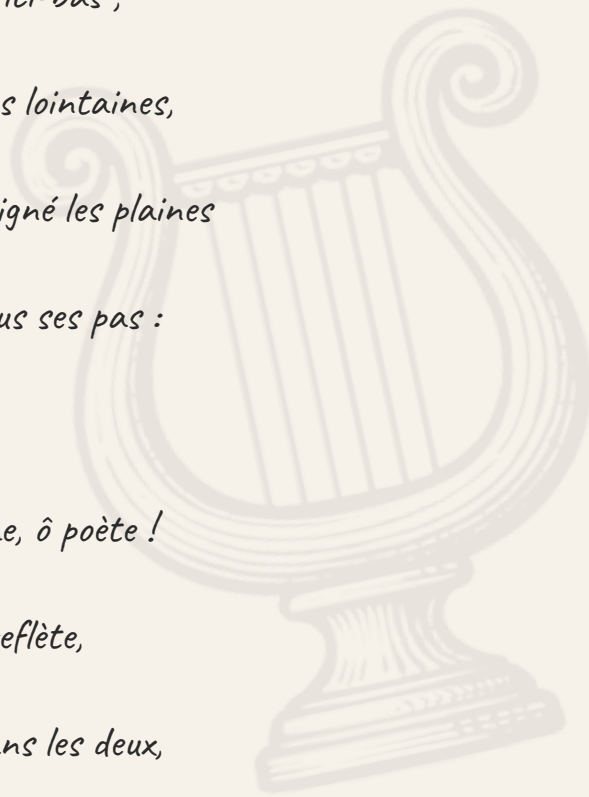 ici-bas ;
s lointaines,
igné les plaines
us ses pas :
e, ô poète !
eflète,
ns les deux,